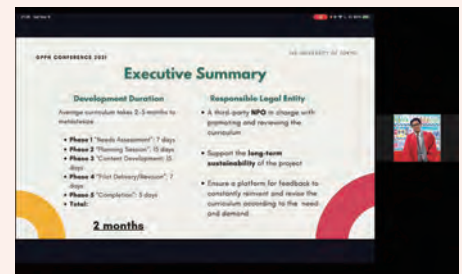 GPPN CONFERENCE 2021
THE UNIVERSITY OF TOKYO
Executive Summary
Development Duration
Average curriculum takes 2-3 months to
materialize
Phase 1 "Needs Assessment": 7 days
Phase 2 "Planning Session": 15 days
Phase 3 "Content Development: 15
days
Phase 4 "Pilot Delivery/Revision": 7
days
Phase 5 "Completion": 5 days
Total:
2 months
Responsible Legal Entity
A third-party NPO in charge with
promoting and reviewing the
curriculum
Support the long-term
sustainability of the project
Ensure a platform for feedback to
constantly reinvent and revise the
curriculum according to the need
and demand